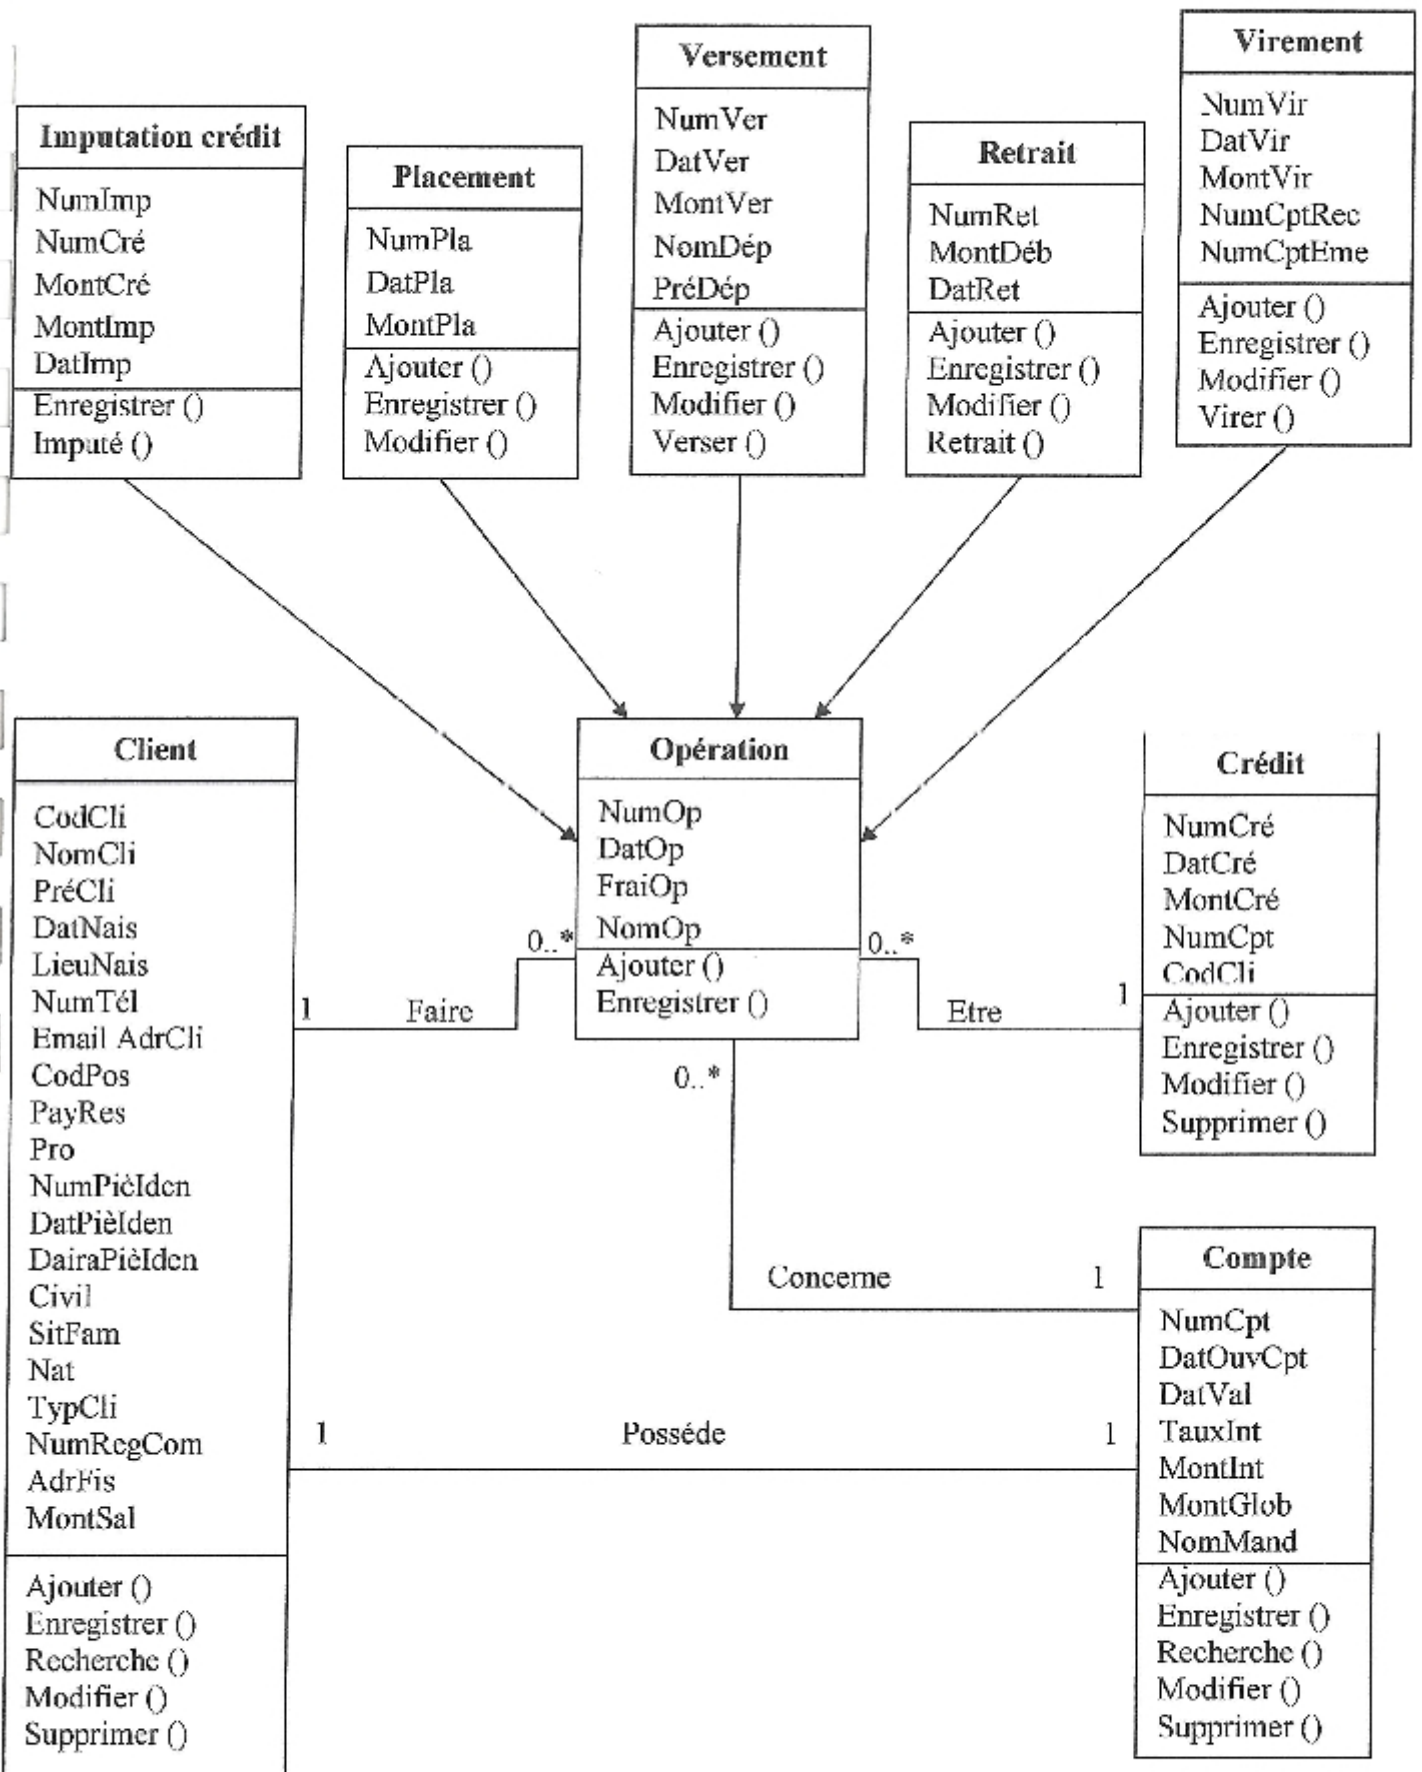 Imputation crédit
NumImp
NumCré
MontCré
MontImp
DatImp
Enregistrer ()
Imputé ()
Placement
NumPla
DatPla
MontPla
Ajouter ()
Enregistrer ()
Modifier ()
Versement
NumVer
DatVer
MontVer
NomDép
PréDép
Ajouter ()
Enregistrer ()
Modifier ()
Verser ()
Retrait
NumRet
MontDéb
DatRet
Ajouter ()
Enregistrer ()
Modifier ()
Retrait ()
Virement
NumVir
DatVir
MontVir
NumCptRec
NumCptEme
Ajouter ()
Enregistrer ()
Modifier ()
Virer ()
Client
CodCli
NomCli
PréCli
DatNais
LieuNais
NumTél
Email AdrCli
CodPos
PayRes
Pro
NumPièIden
DatPièIden
DairaPièIden
Civil
SitFam
Nat
TypCli
NumRegCom
AdrFis
MontSal
Ajouter ()
Enregistrer ()
Recherche ()
Modifier ()
Supprimer ()
1
Faire
0..*
Opération
NumOp
DatOp
FraiOp
NomOp
Ajouter ()
Enregistrer ()
0..*
Etre
1
Crédit
NumCré
DatCré
MontCré
NumCpt
CodCli
Ajouter ()
Enregistrer ()
Modifier ()
Supprimer ()
0..*
Concerne
1
1
Posséde
1
Compte
NumCpt
DatOuvCpt
DatVal
TauxInt
MontInt
MontGlob
NomMand
Ajouter ()
Enregistrer ()
Recherche ()
Modifier ()
Supprimer ()